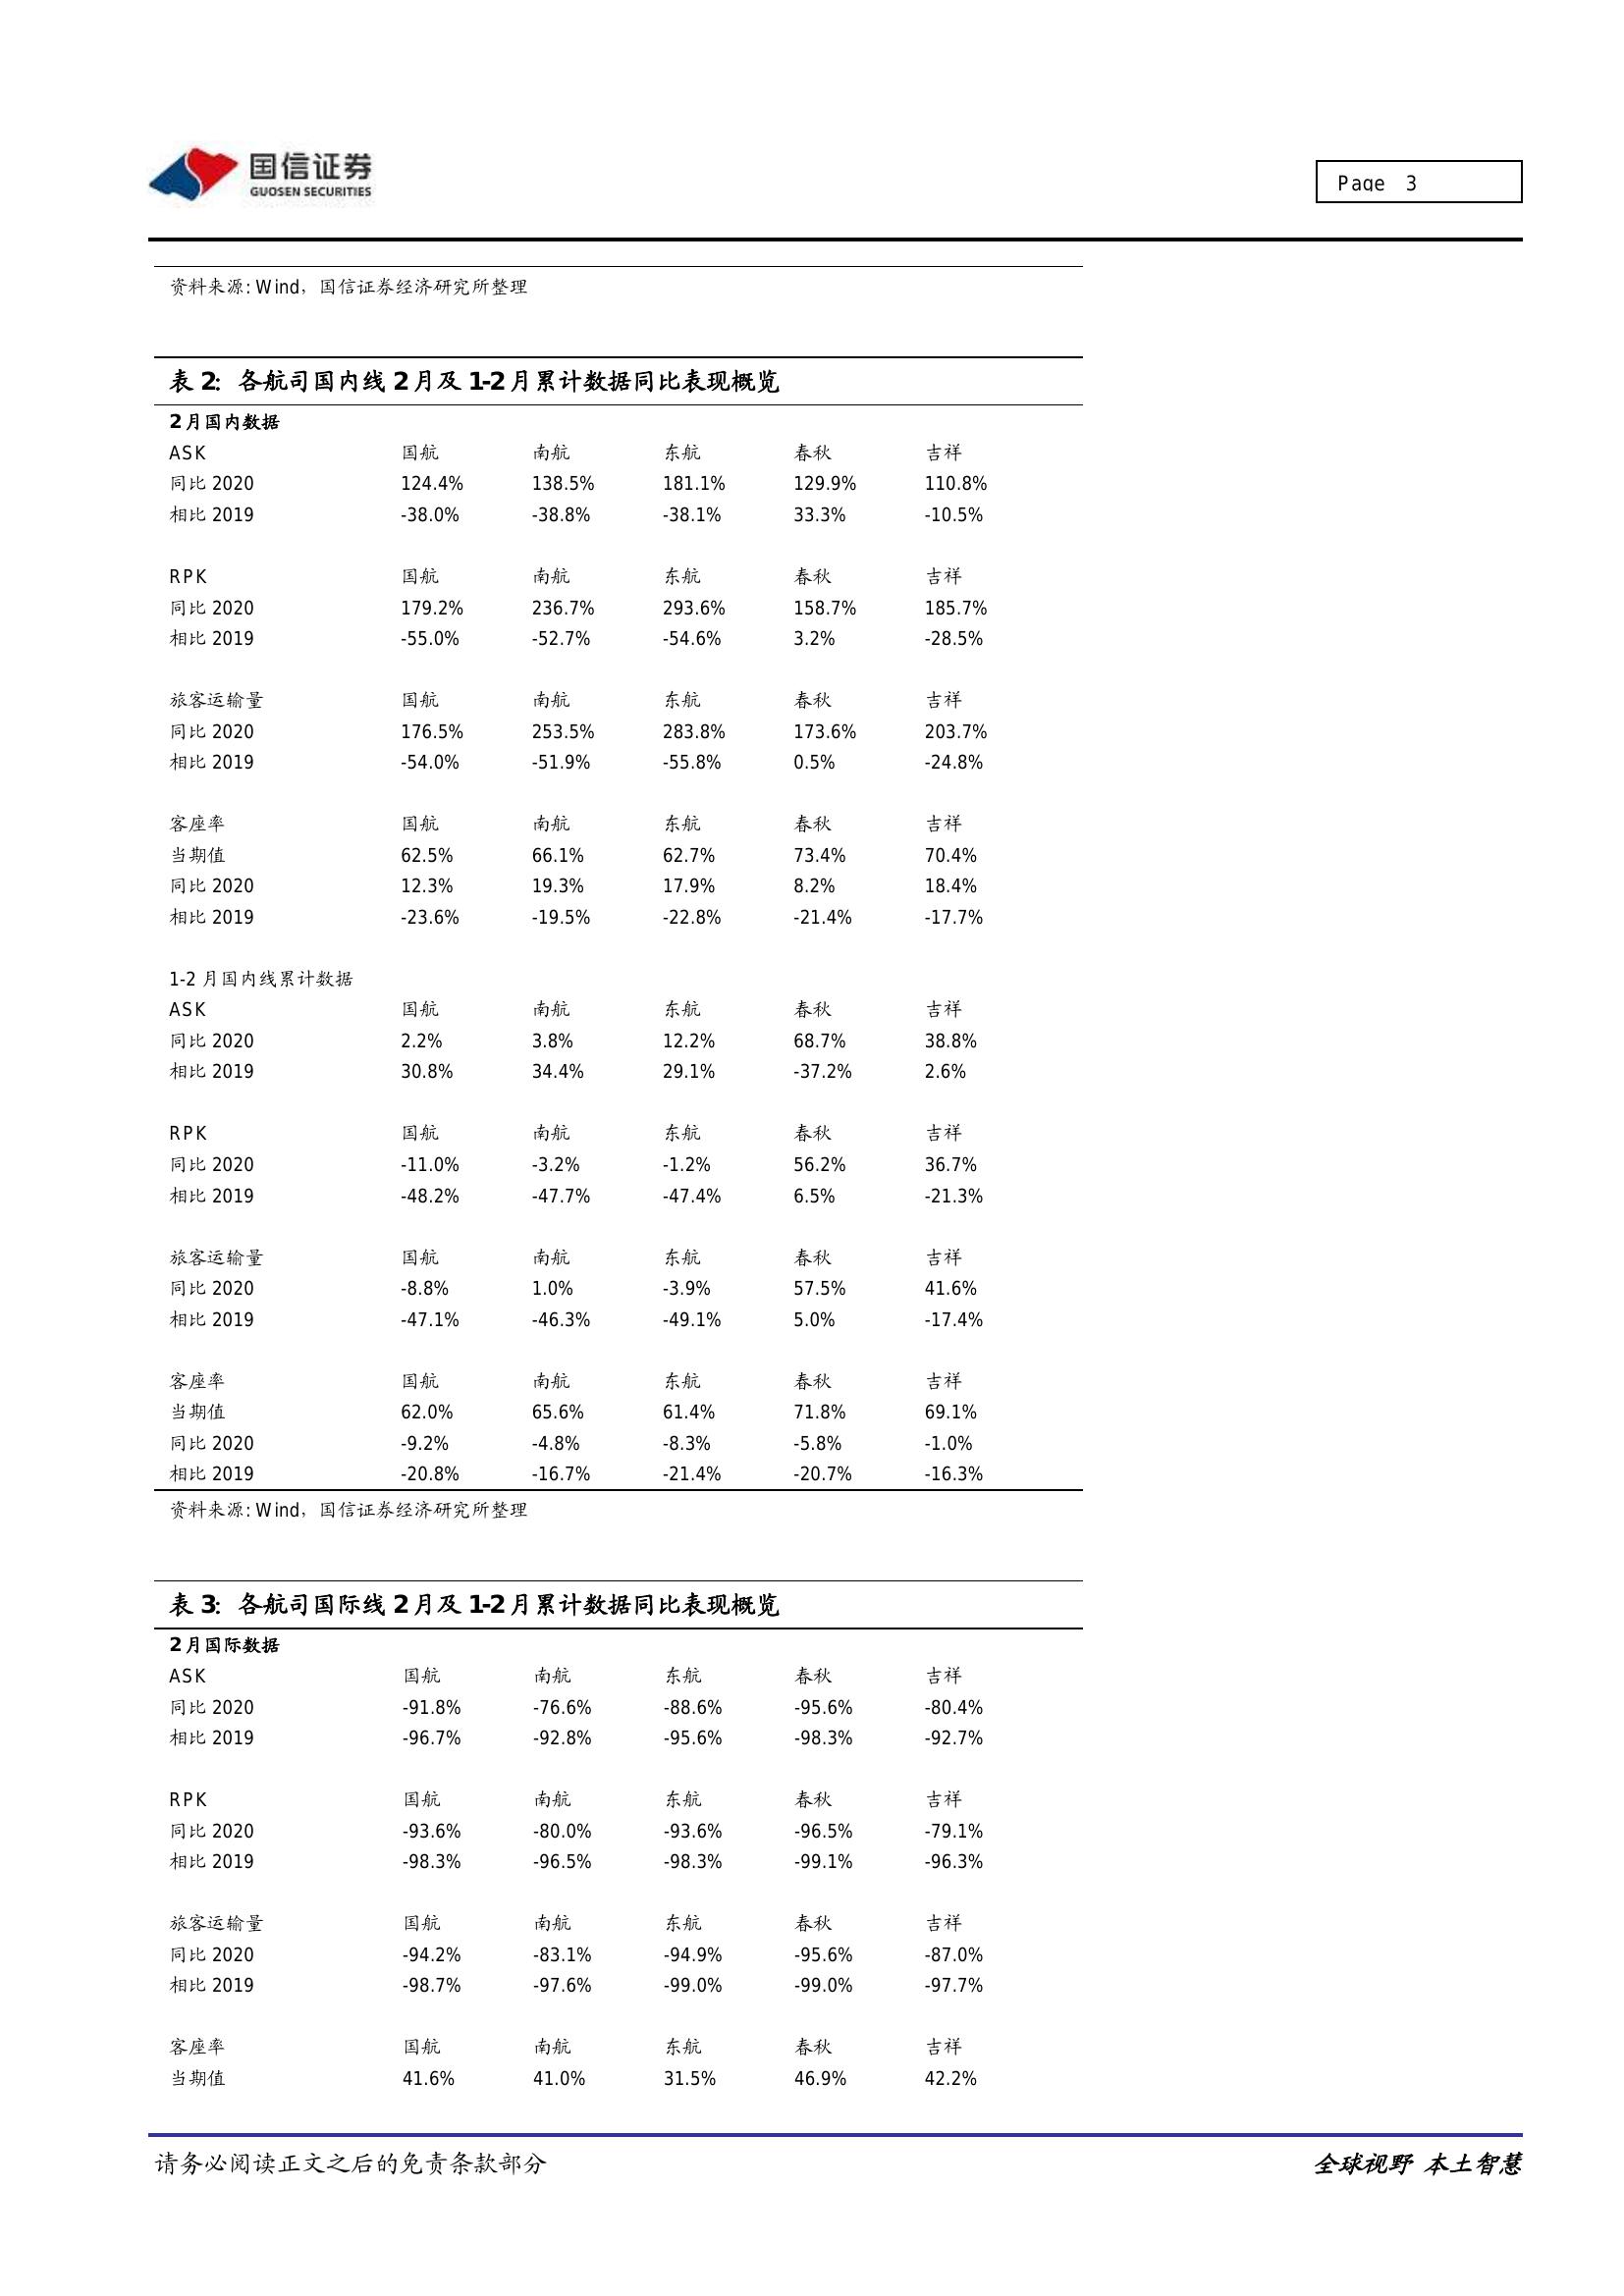 国信证券
GUOSEN SECURITIES
Page 3
资料来源: Wind，国信证券经济研究所整理
表 2: 各航司国内线 2 月及 1-2 月累计数据同比表现概览
2 月国内数据
ASK 国航 南航 东航 春秋 吉祥
同比 2020 124.4% 138.5% 181.1% 129.9% 110.8%
相比 2019 -38.0% -38.8% -38.1% 33.3% -10.5%
RPK 国航 南航 东航 春秋 吉祥
同比 2020 179.2% 236.7% 293.6% 158.7% 185.7%
相比 2019 -55.0% -52.7% -54.6% 3.2% -28.5%
旅客运输量 国航 南航 东航 春秋 吉祥
同比 2020 176.5% 253.5% 283.8% 173.6% 203.7%
相比 2019 -54.0% -51.9% -55.8% 0.5% -24.8%
客座率 国航 南航 东航 春秋 吉祥
当期值 62.5% 66.1% 62.7% 73.4% 70.4%
同比 2020 12.3% 19.3% 17.9% 8.2% 18.4%
相比 2019 -23.6% -19.5% -22.8% -21.4% -17.7%
1-2 月国内线累计数据
ASK 国航 南航 东航 春秋 吉祥
同比 2020 2.2% 3.8% 12.2% 68.7% 38.8%
相比 2019 30.8% 34.4% 29.1% -37.2% 2.6%
RPK 国航 南航 东航 春秋 吉祥
同比 2020 -11.0% -3.2% -1.2% 56.2% 36.7%
相比 2019 -48.2% -47.7% -47.4% 6.5% -21.3%
旅客运输量 国航 南航 东航 春秋 吉祥
同比 2020 -8.8% 1.0% -3.9% 57.5% 41.6%
相比 2019 -47.1% -46.3% -49.1% 5.0% -17.4%
客座率 国航 南航 东航 春秋 吉祥
当期值 62.0% 65.6% 61.4% 71.8% 69.1%
同比 2020 -9.2% -4.8% -8.3% -5.8% -1.0%
相比 2019 -20.8% -16.7% -21.4% -20.7% -16.3%
资料来源: Wind，国信证券经济研究所整理
表 3: 各航司国际线 2 月及 1-2 月累计数据同比表现概览
2 月国际数据
ASK 国航 南航 东航 春秋 吉祥
同比 2020 -91.8% -76.6% -88.6% -95.6% -80.4%
相比 2019 -96.7% -92.8% -95.6% -98.3% -92.7%
RPK 国航 南航 东航 春秋 吉祥
同比 2020 -93.6% -80.0% -93.6% -96.5% -79.1%
相比 2019 -98.3% -96.5% -98.3% -99.1% -96.3%
旅客运输量 国航 南航 东航 春秋 吉祥
同比 2020 -94.2% -83.1% -94.9% -95.6% -87.0%
相比 2019 -98.7% -97.6% -99.0% -99.0% -97.7%
客座率 国航 南航 东航 春秋 吉祥
当期值 41.6% 41.0% 31.5% 46.9% 42.2%
请务必阅读正文之后的免责条款部分
全球视野 本土智慧